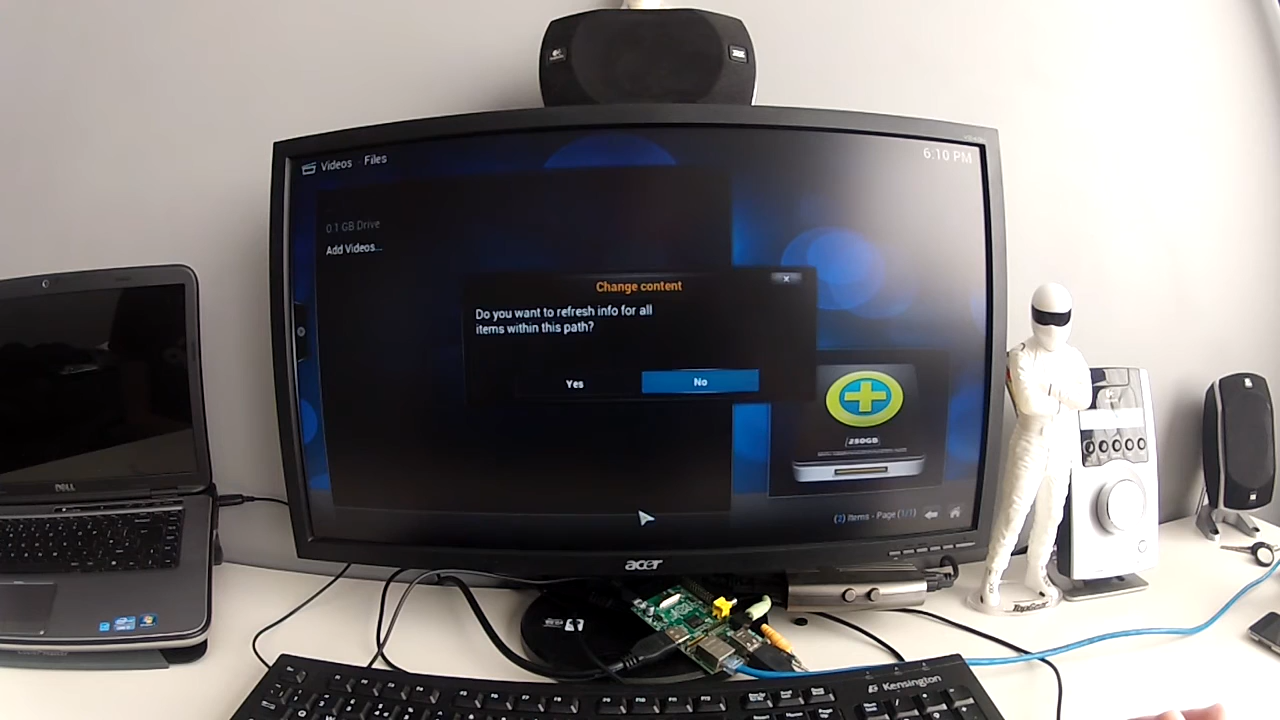 Videos - Files
6:10 PM
0.1 GB Drive
Add Videos...
Change content
Do you want to refresh info for all
items within this path?
Yes
No
250GB
(2) Items - Page (1/1)
acer
DELL
TopGear
Kensington